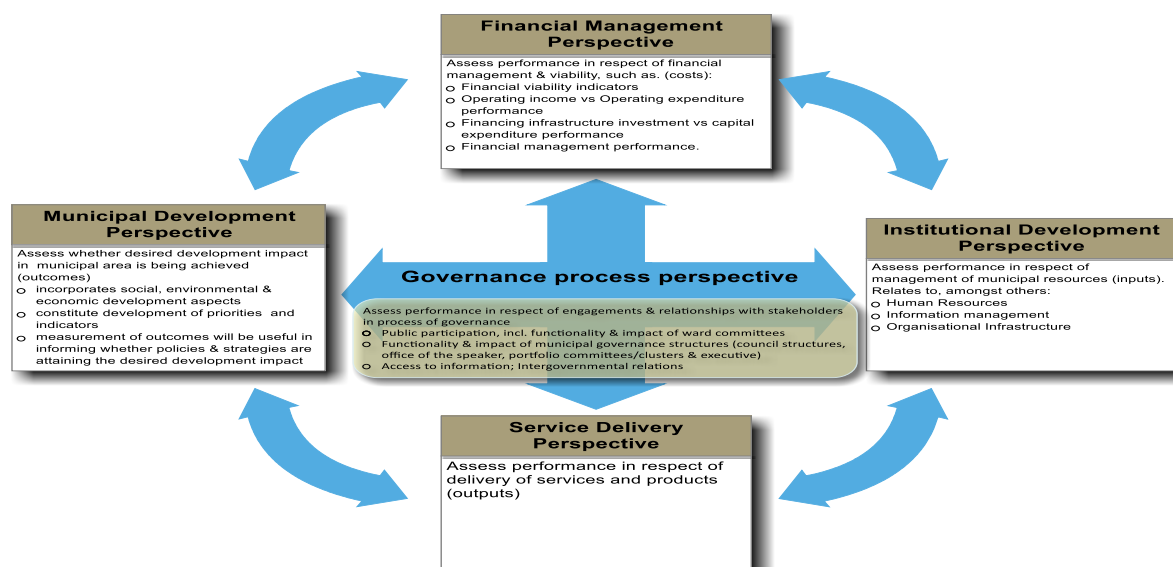 Financial Management
Perspective
Assess performance in respect of financial
management & viability, such as. (costs):
Financial viability indicators
Operating income vs Operating expenditure
performance
Financing infrastructure investment vs capital
expenditure performance
Financial management performance.
Municipal Development
Perspective
Assess whether desired development impact
in municipal area is being achieved
(outcomes)
incorporates social, environmental &
economic development aspects
constitute development of priorities and
indicators
measurement of outcomes will be useful in
informing whether policies & strategies are
attaining the desired development impact
Governance process perspective
Assess performance in respect of engagements & relationships with stakeholders
in process of governance
Public participation, incl. functionality & impact of ward committees
Functionality & impact of municipal governance structures (council structures,
office of the speaker, portfolio committees/clusters & executive)
Access to information; Intergovernmental relations
Institutional Development
Perspective
Assess performance in respect of
management of municipal resources (inputs).
Relates to, amongst others:
Human Resources
Information management
Organisational Infrastructure
Service Delivery
Perspective
Assess performance in respect of
delivery of services and products
(outputs)